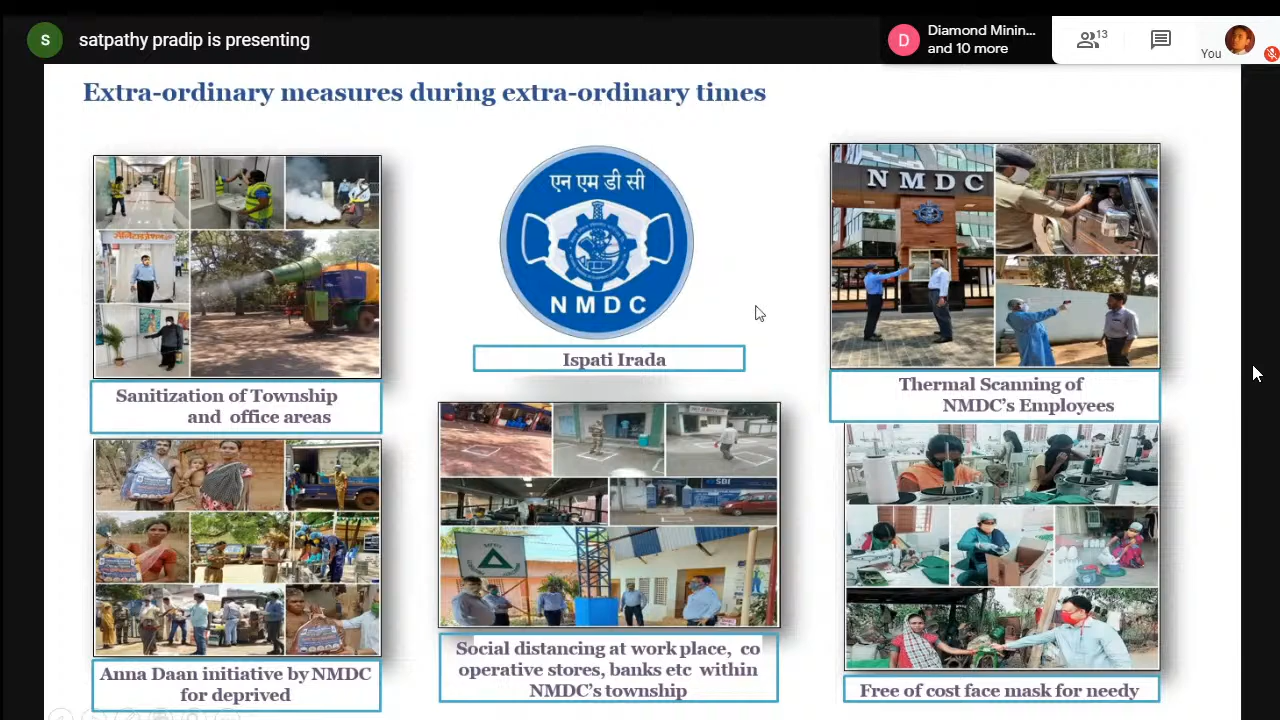 S
satpathy pradip is presenting
D
Diamond Minin...
and 10 more
13
You
Extra-ordinary measures during extra-ordinary times
एन एम डी सी
NMDC
Ispati Irada
NMDC
Sanitization of Township
and office areas
Thermal Scanning of
NMDC's Employees
SBI
Anna Daan initiative by NMDC
for deprived
Social distancing at work place, co
operative stores, banks etc within
NMDC's township
Free of cost face mask for needy